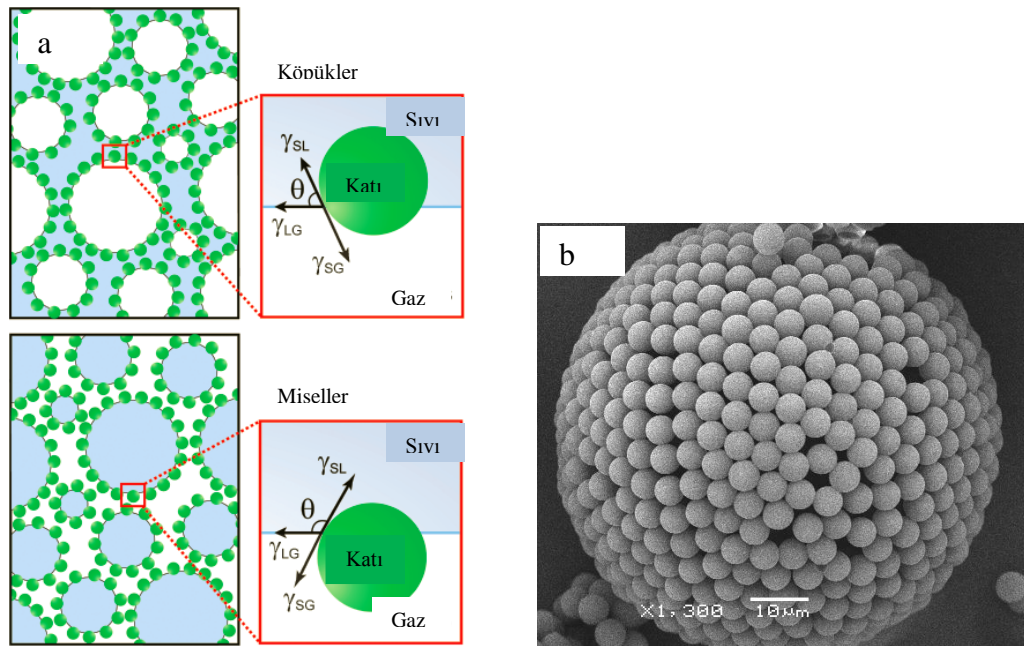 a
Köpükler
Sıvı
γSL
θ
Katı
γLG
γSG
Gaz
Miseller
Sıvı
γSL
θ
γLG
Katı
γSG
Gaz
b
X1,300 10µm